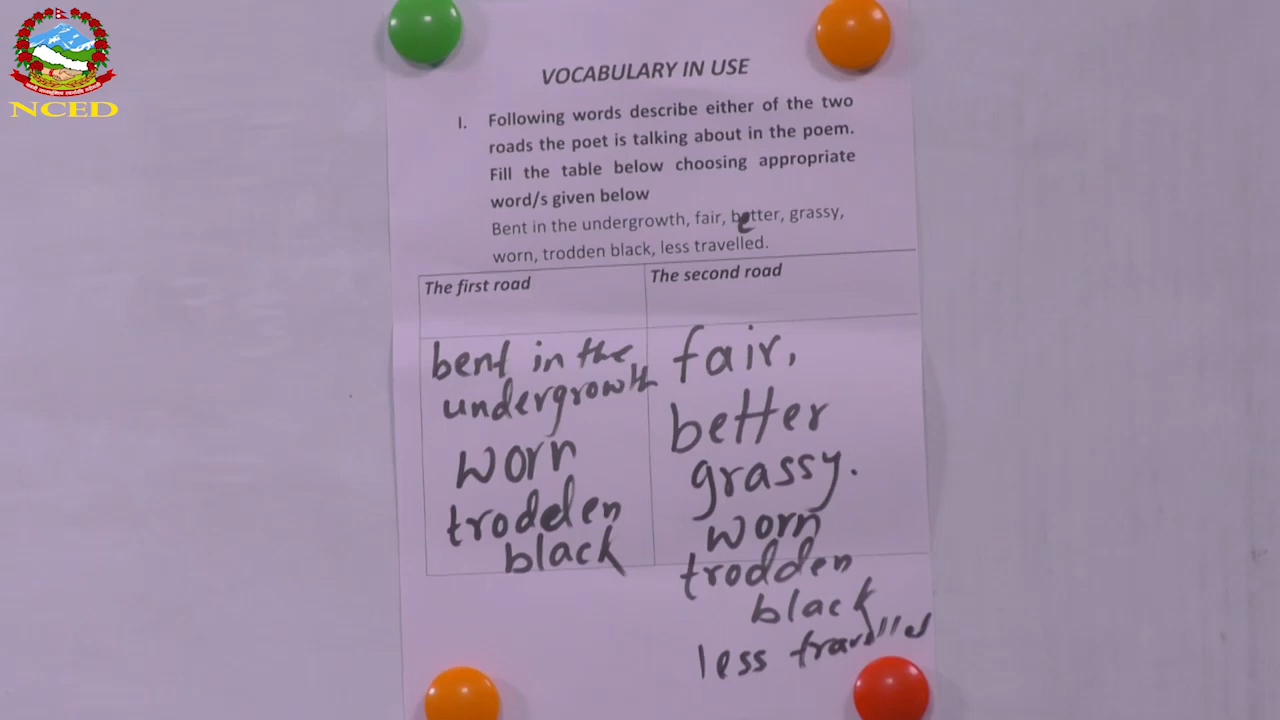 NCED
VOCABULARY IN USE
I. Following words describe either of the two
roads the poet is talking about in the poem.
Fill the table below choosing appropriate
word/s given below
Bent in the undergrowth, fair, better, grassy,
worn, trodden black, less travelled.
The first road
The second road
bent in the
undergrowth
worn
trodden
black
fair,
better
grassy.
worn
trodden
black
less travelled